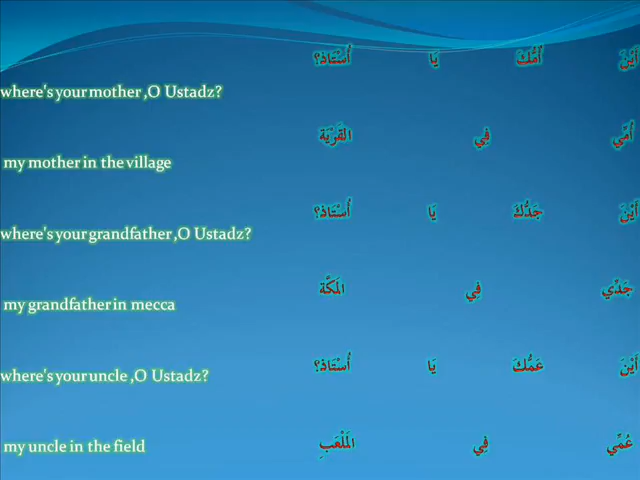 أَيْنَ أُمُّكَ يَا أُسْتَاذ؟
where's your mother ,O Ustadz?
أُمِّي فِي القَرْيَة
my mother in the village
أَيْنَ جَدُّكَ يَا أُسْتَاذ؟
where's your grandfather ,O Ustadz?
جَدِّي فِي المَكَّة
my grandfather in mecca
أَيْنَ عَمُّكَ يَا أُسْتَاذ؟
where's your uncle ,O Ustadz?
عُمِّي فِي المَلْعَبِ
my uncle in the field